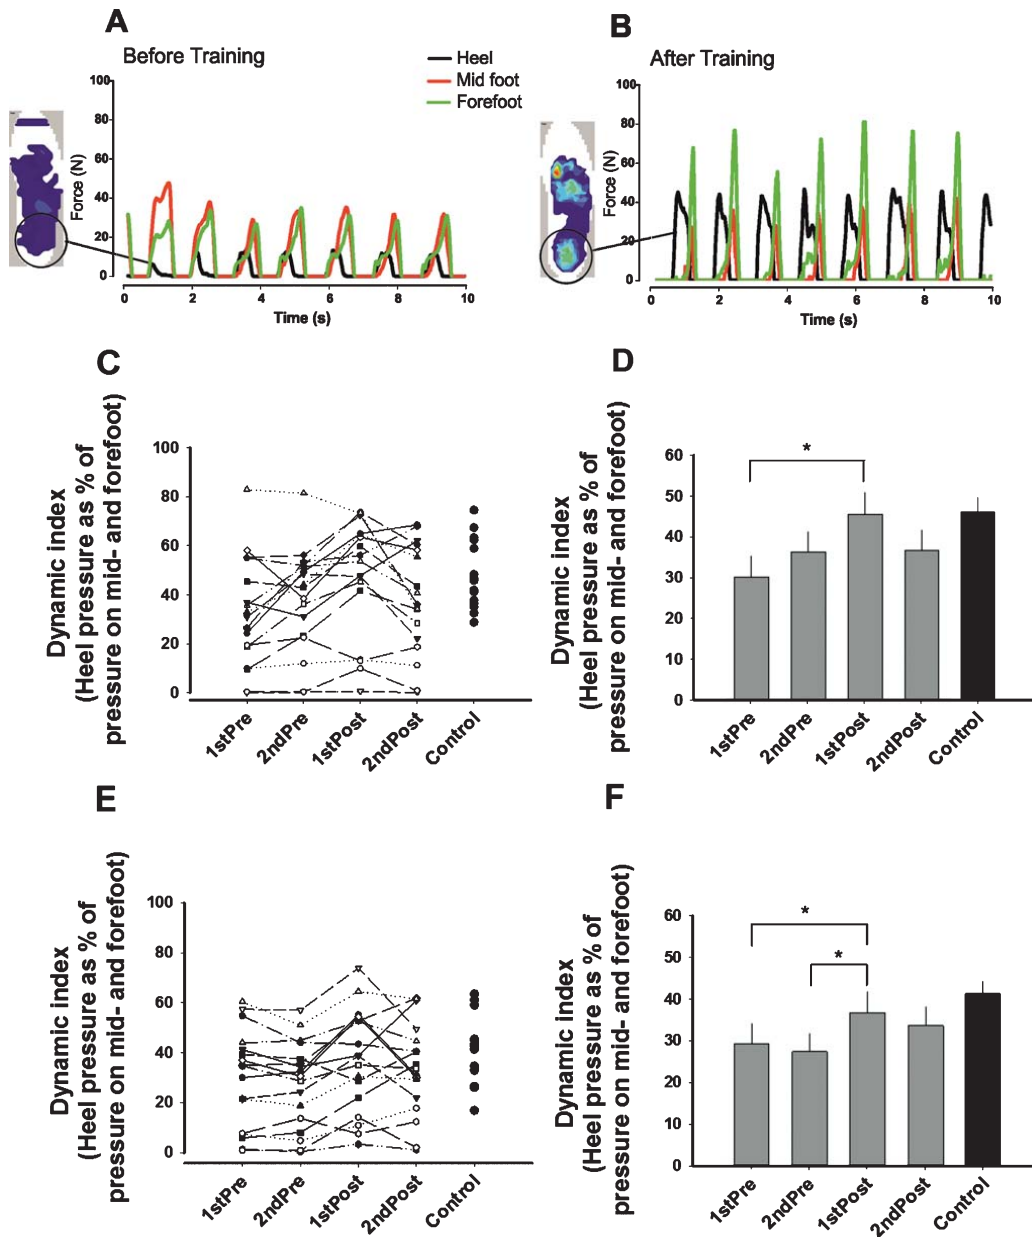 A
Before Training
Heel
Mid foot
Forefoot
100
80
60
40
20
0
Force (N)
0 2 4 6 8 10
Time (s)
B
After Training
100
80
60
40
20
0
Force (N)
0 2 4 6 8 10
Time (s)
C
Dynamic index
(Heel pressure as % of
pressure on mid- and forefoot)
100
80
60
40
20
0
1stPre 2ndPre 1stPost 2ndPost Control
D
Dynamic index
(Heel pressure as % of
pressure on mid- and forefoot)
60
50
40
30
20
10
0
*
1stPre 2ndPre 1stPost 2ndPost Control
E
Dynamic index
(Heel pressure as % of
pressure on mid- and forefoot)
100
80
60
40
20
0
1stPre 2ndPre 1stPost 2ndPost Control
F
Dynamic index
(Heel pressure as % of
pressure on mid- and forefoot)
60
50
40
30
20
10
0
*
*
1stPre 2ndPre 1stPost 2ndPost Control